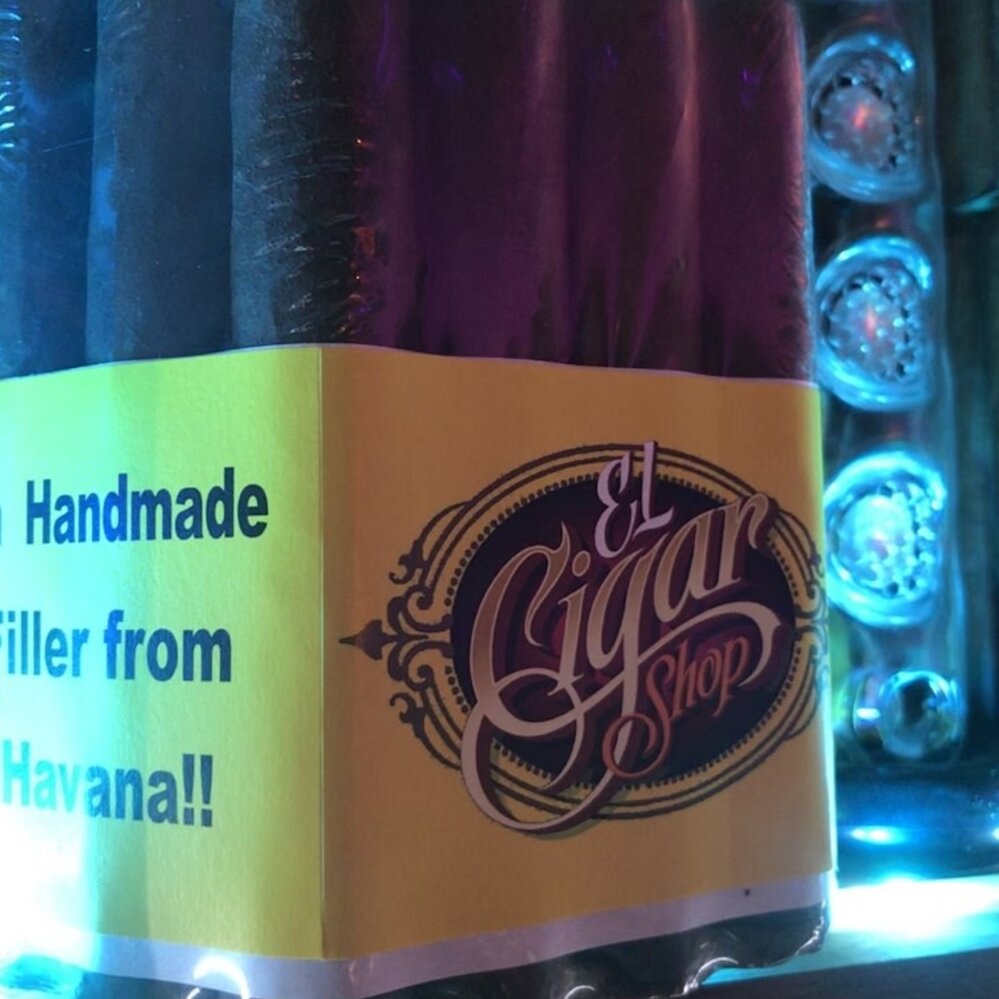 Handmade
Filler from
Havana!!
El
Cigar
Shop